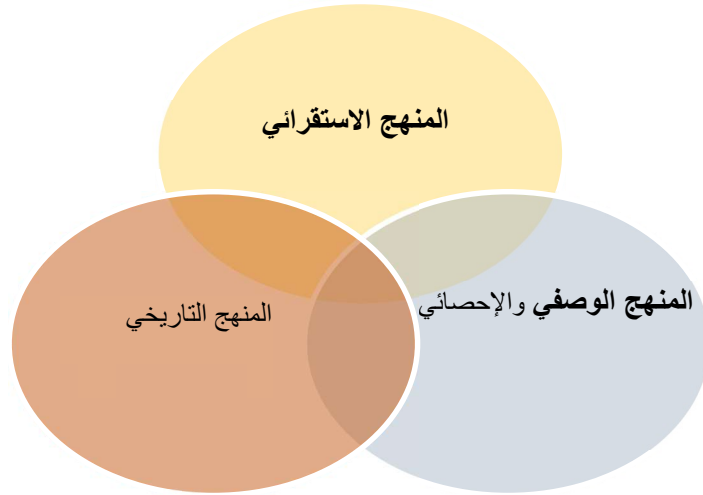 المنهج الاستقرائي
المنهج الوصفي والإحصائي
المنهج التاريخي